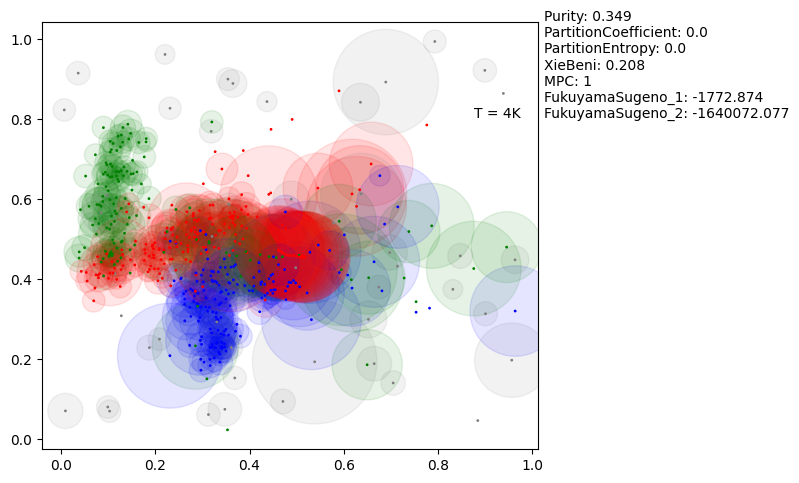 Purity: 0.349
PartitionCoefficient: 0.0
PartitionEntropy: 0.0
XieBeni: 0.208
MPC: 1
FukuyamaSugeno_1: -1772.874
FukuyamaSugeno_2: -1640072.077
T = 4K
1.0
0.8
0.6
0.4
0.2
0.0
0.0 0.2 0.4 0.6 0.8 1.0